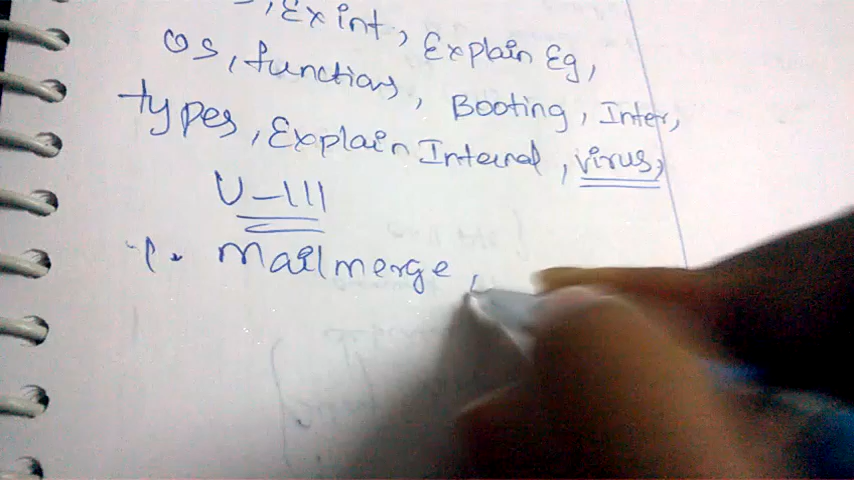 , Ex int, Explain Eg,
OS, functions, Booting, Inter,
types, Explain Internal, virus,
U-III
1. Mailmerge,